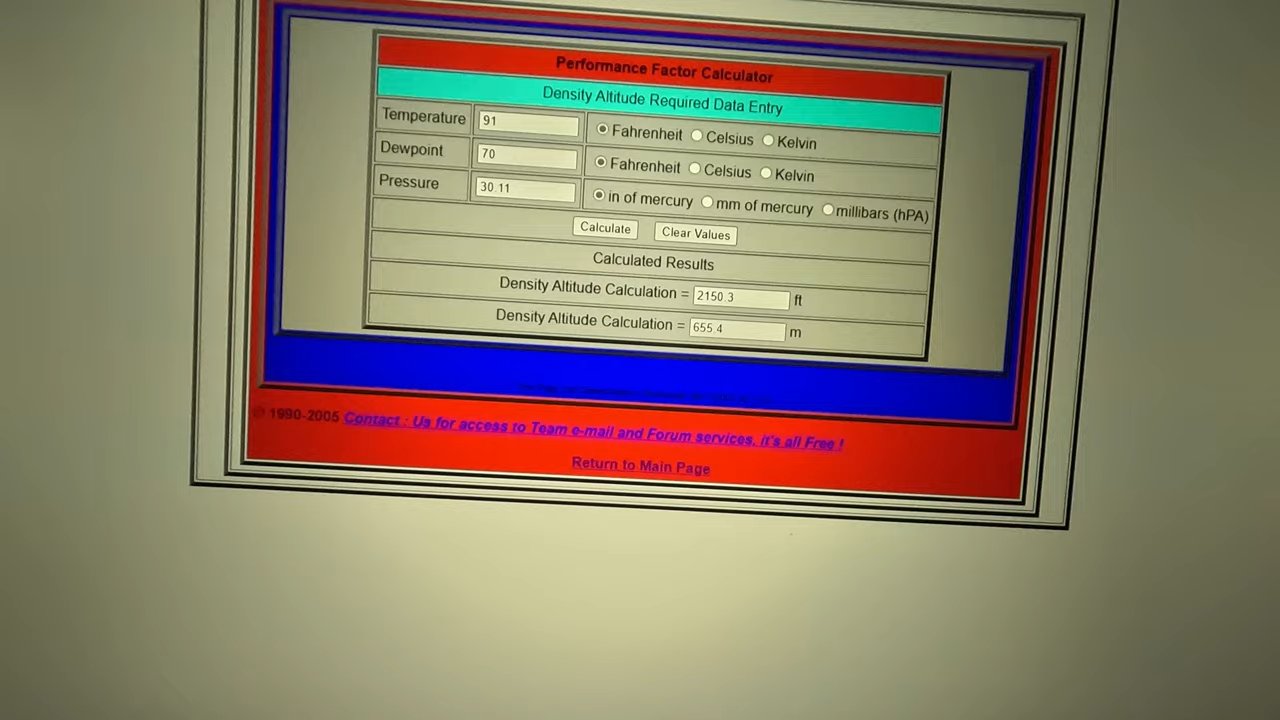 Performance Factor Calculator
Density Altitude Required Data Entry
Temperature 91 Fahrenheit Celsius Kelvin
Dewpoint 70 Fahrenheit Celsius Kelvin
Pressure 30.11 in of mercury mm of mercury millibars (hPA)
Calculate Clear Values
Calculated Results
Density Altitude Calculation = 2150.3 ft
Density Altitude Calculation = 655.4 m
© 1990-2005 Contact : Us for access to Team e-mail and Forum services, it's all Free !
Return to Main Page